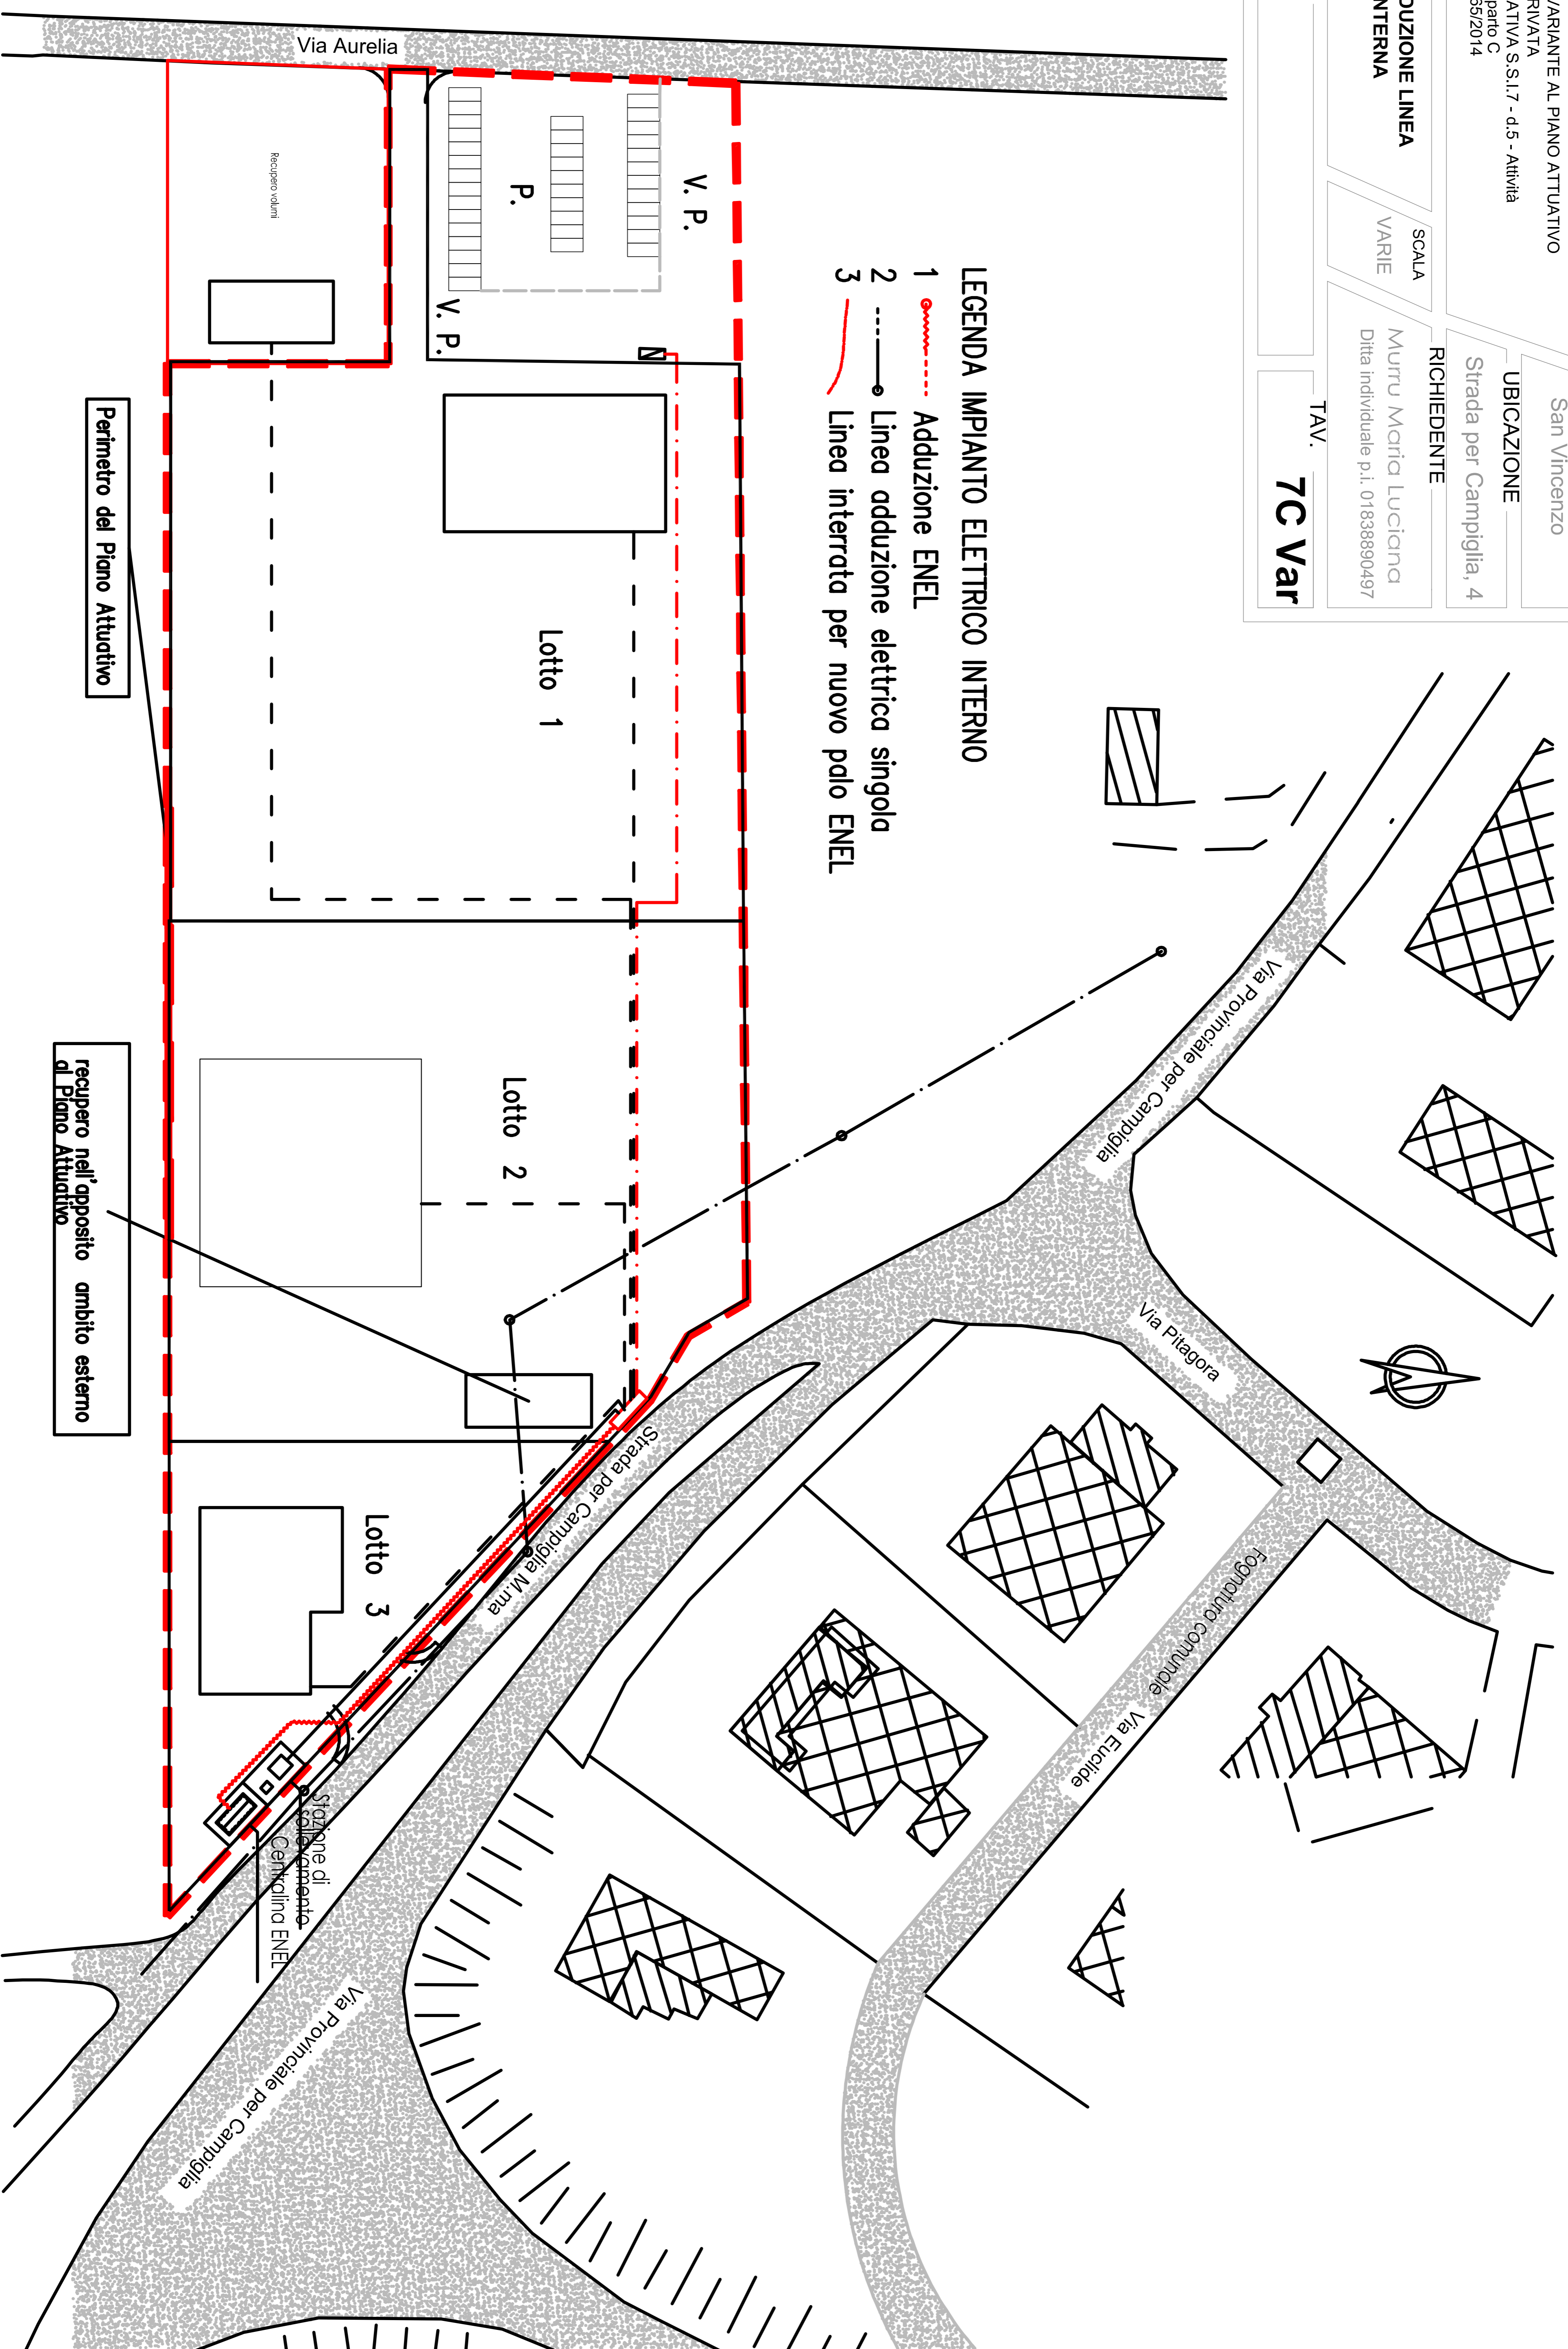 VARIANTE AL PIANO ATTUATIVO
RIVATA
ATIVA S.S.I.7 - d.5 - Attività
parto C
65/2014
San Vincenzo
UBICAZIONE
Strada per Campiglia, 4
DUZIONE LINEA
NTERNA
SCALA
VARIE
RICHIEDENTE
Murru Maria Luciana
Ditta individuale p.i. 01838890497
TAV.
7C Var
LEGENDA IMPIANTO ELETTRICO INTERNO
1 Adduzione ENEL
2 Linea adduzione elettrica singola
3 Linea interrata per nuovo palo ENEL
Via Aurelia
Recupero volumi
V. P.
P.
V. P.
N
Lotto 1
Perimetro del Piano Attuativo
Lotto 2
recupero nell'apposito ambito esterno
al Piano Attuativo
Lotto 3
Via Provinciale per Campiglia
Via Pitagora
Strada per Campiglia M.ma
Fognatura comunale
Via Euclide
Stazione di
sollevamento
Centralina ENEL
Via Provinciale per Campiglia